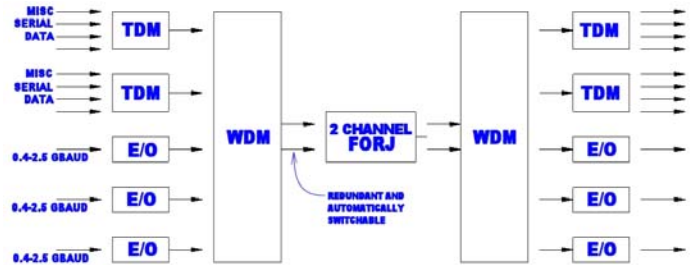 MISC
SERIAL
DATA
TDM
MISC
SERIAL
DATA
TDM
0.4-2.5 GBAUD
E/O
0.4-2.5 GBAUD
E/O
0.4-2.5 GBAUD
E/O
WDM
2 CHANNEL
FORJ
REDUNDANT AND
AUTOMATICALLY
SWITCHABLE
WDM
TDM
TDM
E/O
E/O
E/O